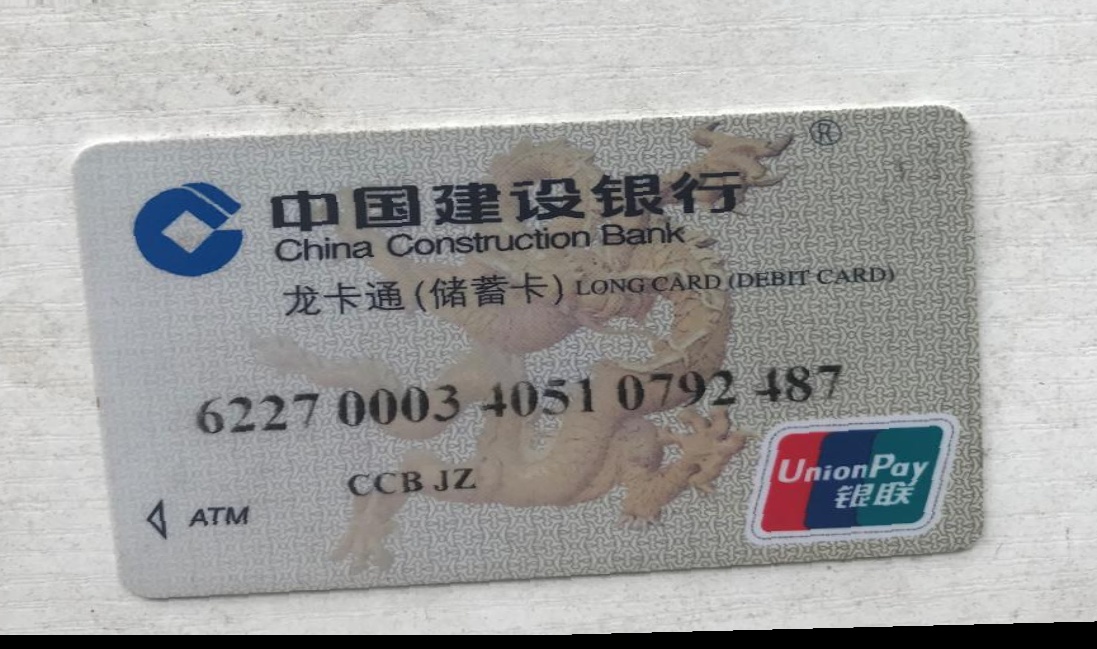 ®
中国建设银行
China Construction Bank
龙卡通(储蓄卡) LONG CARD (DEBIT CARD)
6227 0003 4051 0792 487
CCB JZ
ATM
UnionPay
银联